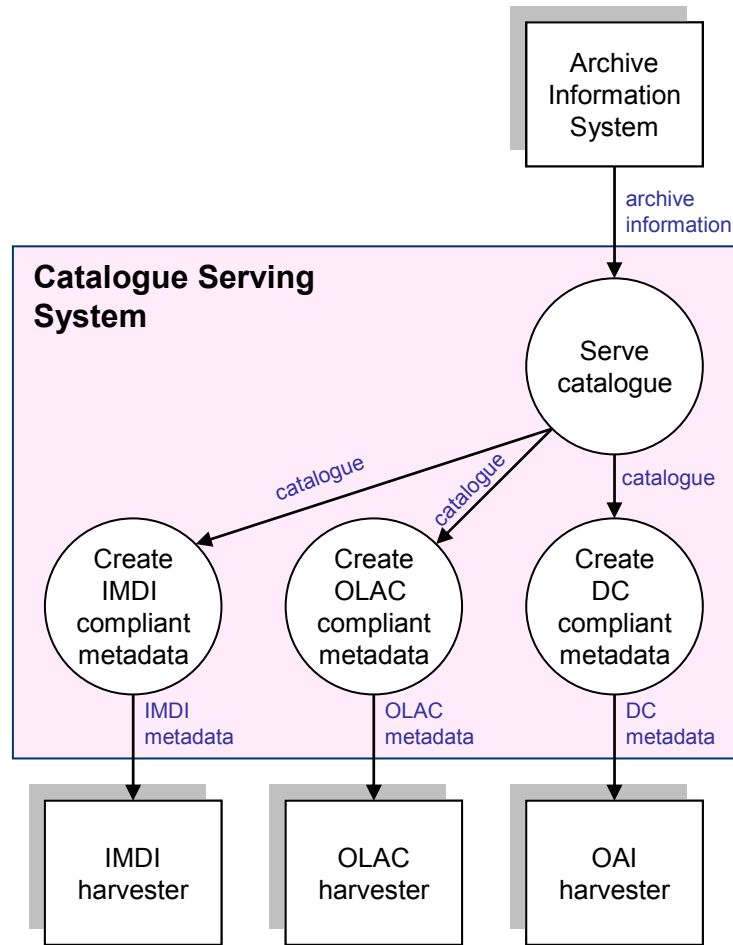 Archive
Information
System
archive
information
Catalogue Serving
System
Serve
catalogue
catalogue
catalogue
catalogue
Create
IMDI
compliant
metadata
Create
OLAC
compliant
metadata
Create
DC
compliant
metadata
IMDI
metadata
OLAC
metadata
DC
metadata
IMDI
harvester
OLAC
harvester
OAI
harvester